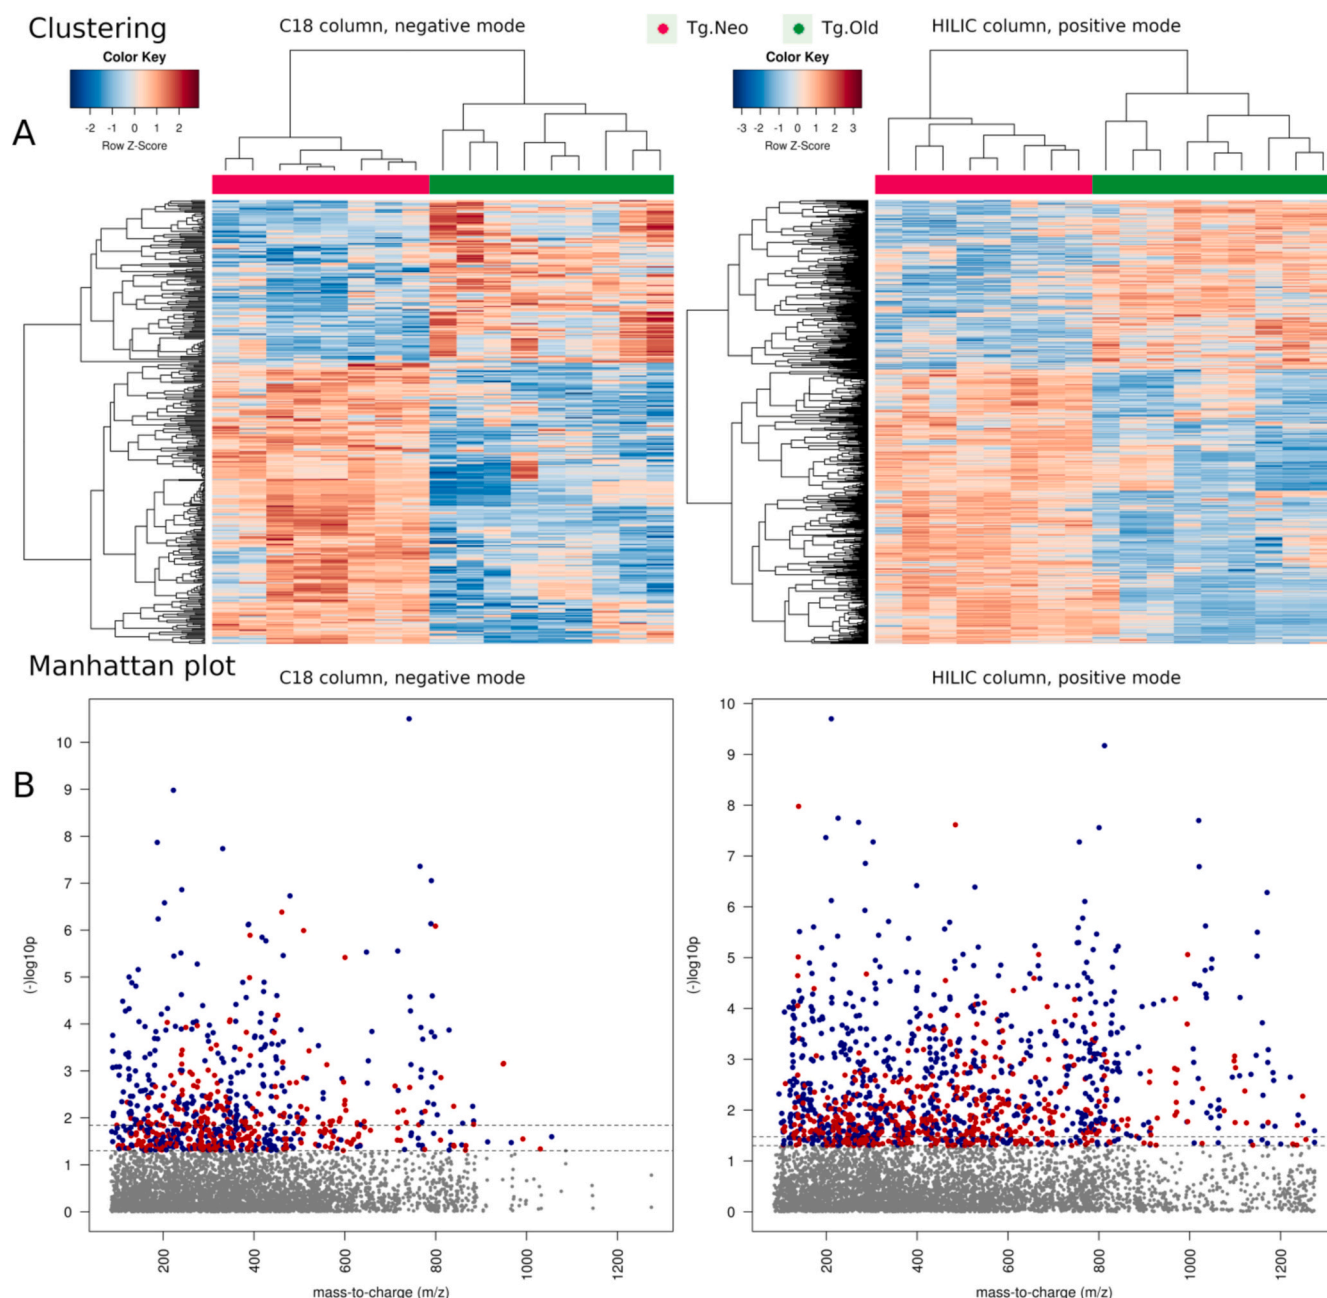 Clustering
C18 column, negative mode
Tg.Neo
Tg.Old
HILIC column, positive mode
Color Key
-2 -1 0 1 2
Row Z-Score
Color Key
-3 -2 -1 0 1 2 3
Row Z-Score
A
Manhattan plot
C18 column, negative mode
HILIC column, positive mode
B
(-)log10p
10
9
8
7
6
5
4
3
2
1
0
200 400 600 800 1000 1200
mass-to-charge (m/z)
(-)log10p
10
9
8
7
6
5
4
3
2
1
0
200 400 600 800 1000 1200
mass-to-charge (m/z)